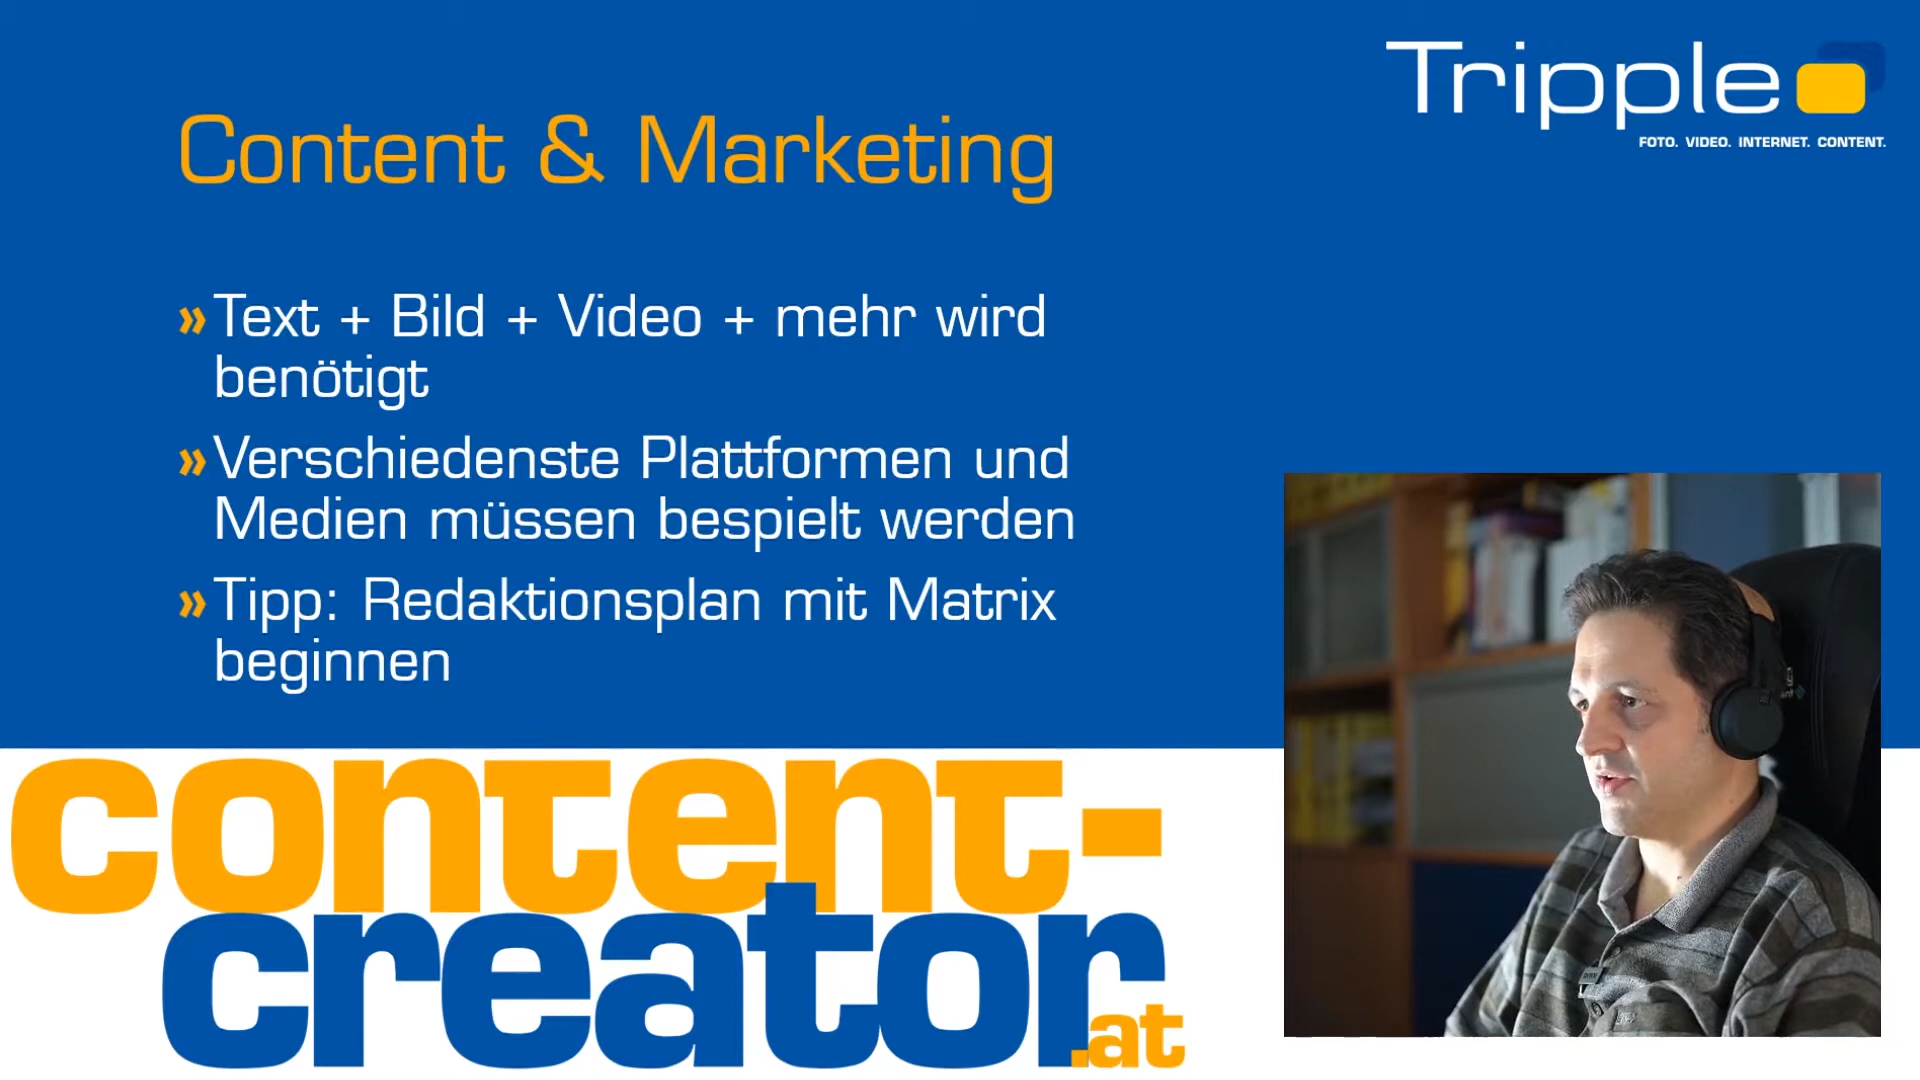 Tripple
FOTO. VIDEO. INTERNET. CONTENT.
Content & Marketing
» Text + Bild + Video + mehr wird
benötigt
» Verschiedenste Plattformen und
Medien müssen bespielt werden
» Tipp: Redaktionsplan mit Matrix
beginnen
content-
creator
.at